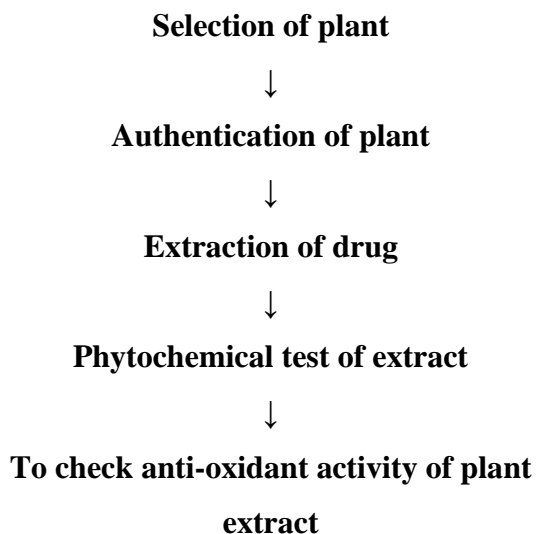 Selection of plant
↓
Authentication of plant
↓
Extraction of drug
↓
Phytochemical test of extract
↓
To check anti-oxidant activity of plant
extract